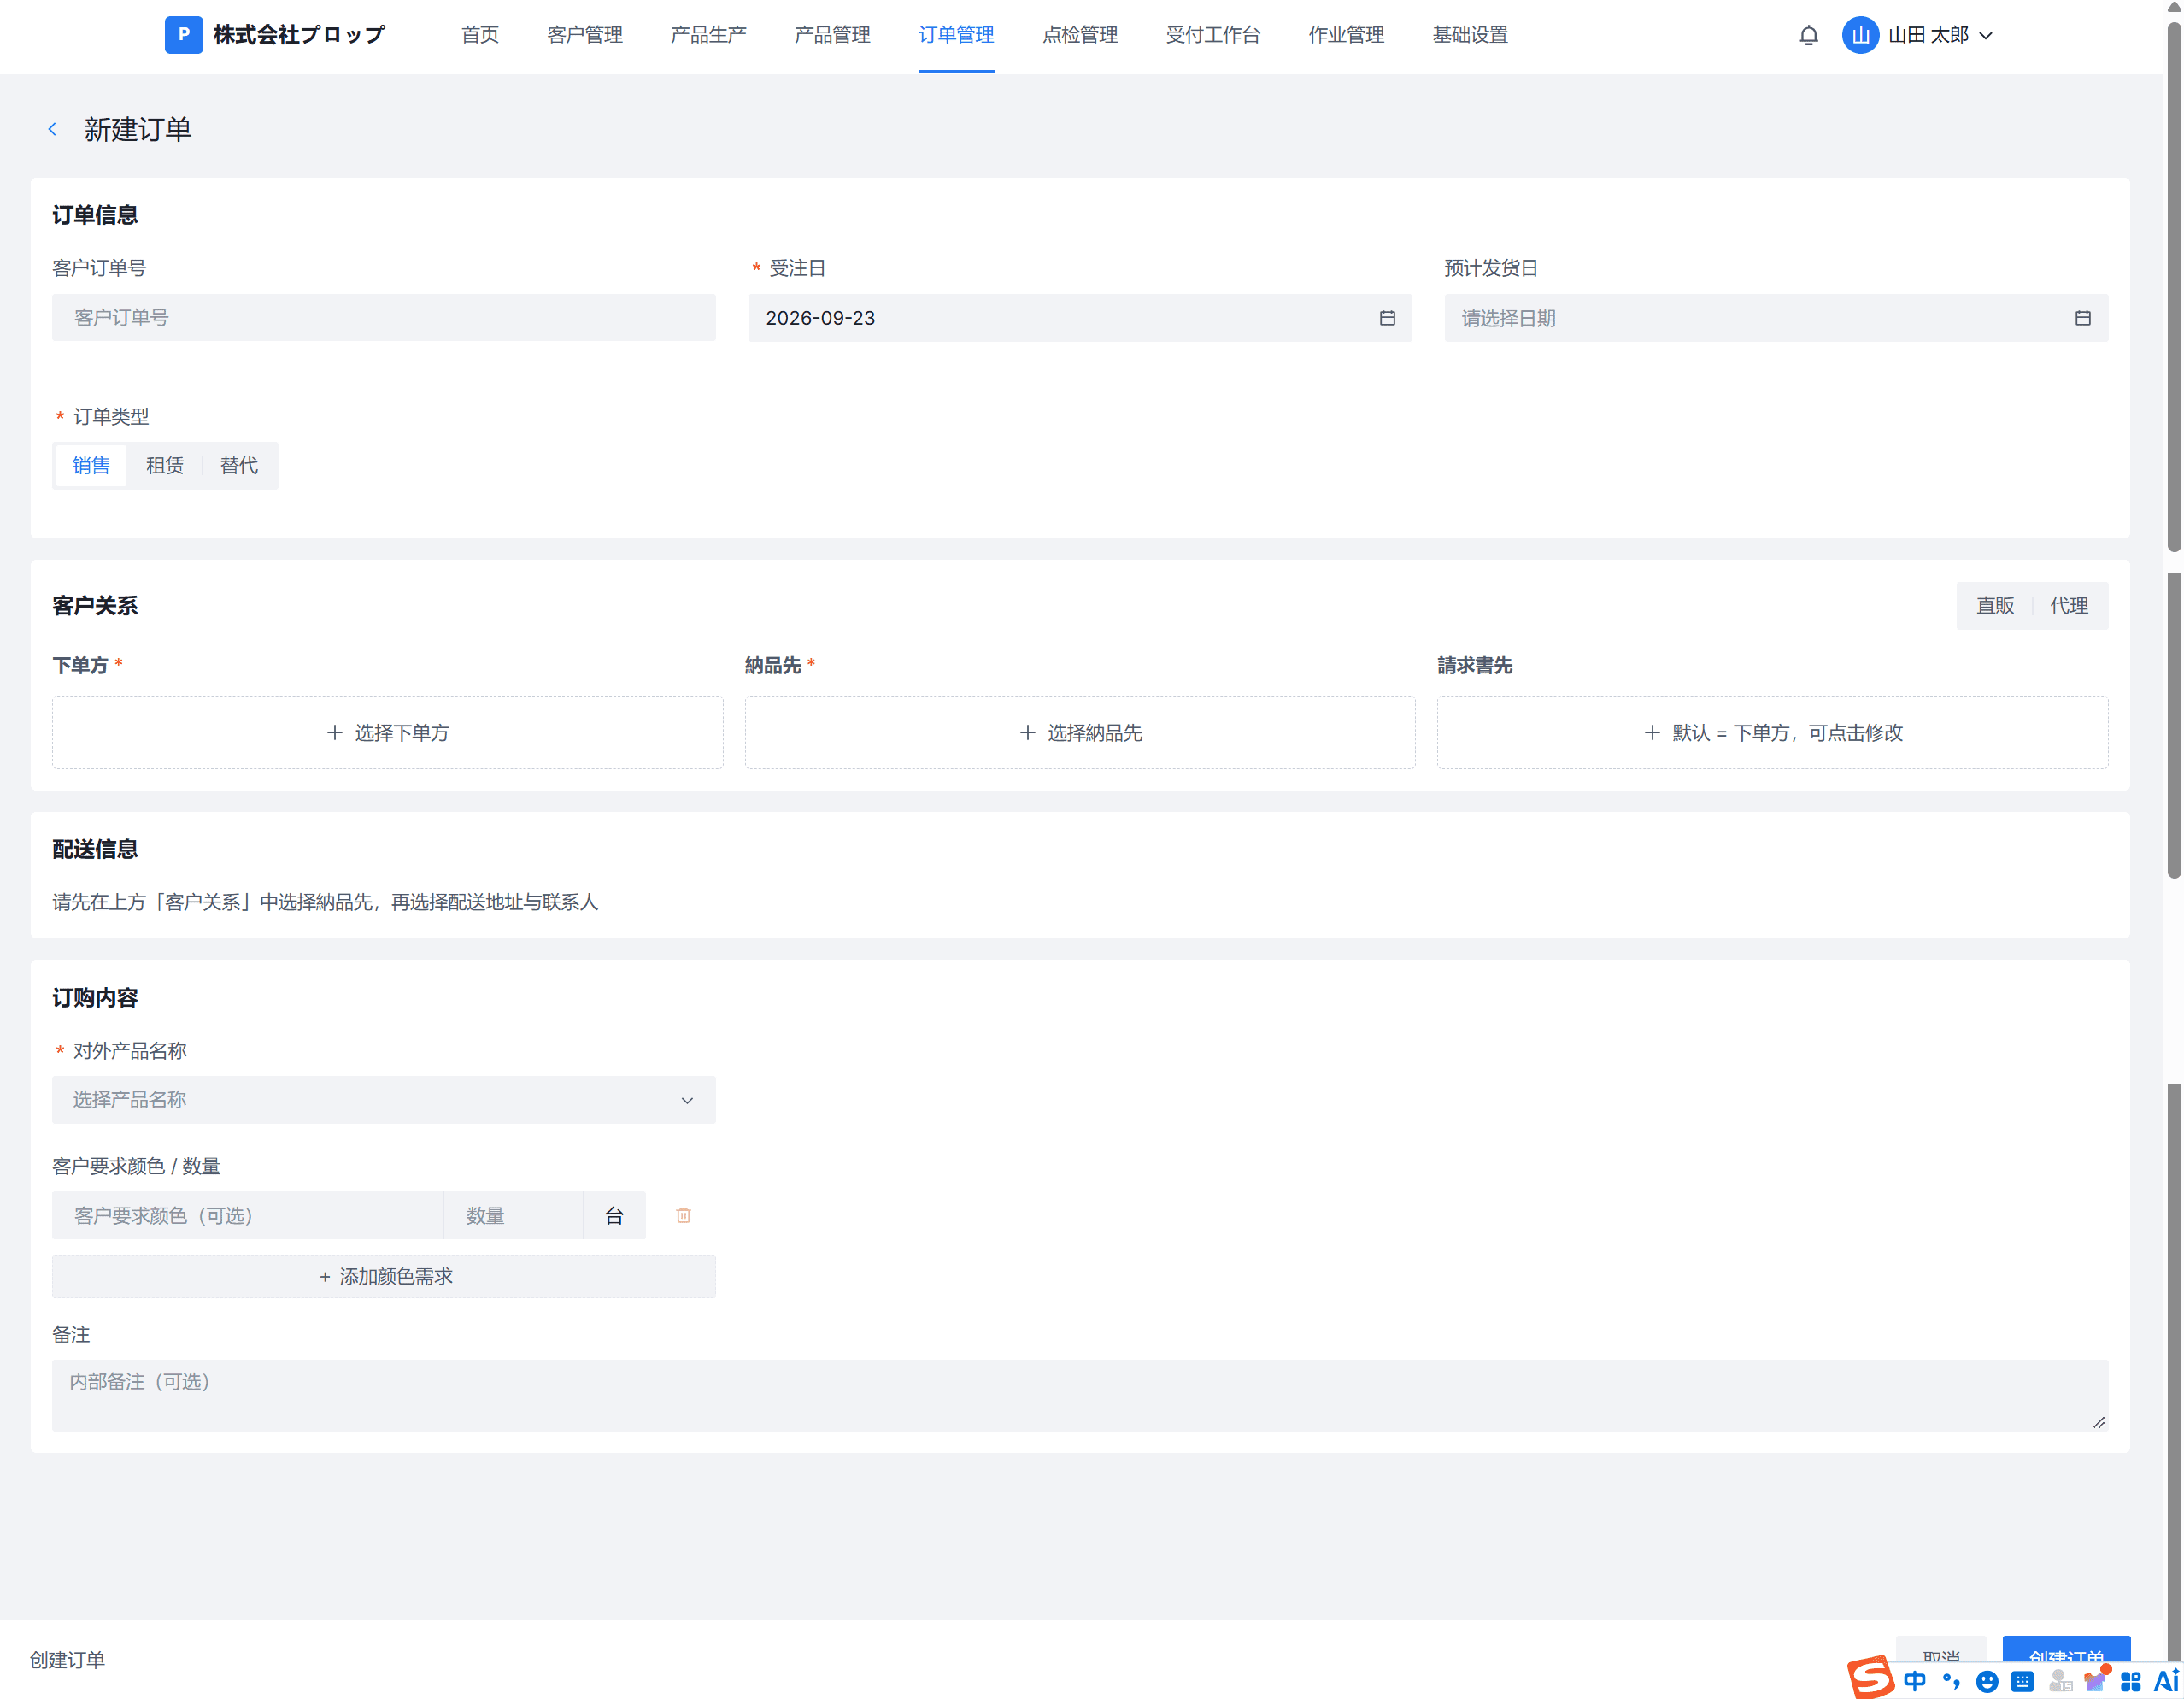 P 株式会社プロップ 首页 客户管理 产品生产 产品管理 订单管理 点检管理 受付工作台 作业管理 基础设置 山 山田 太郎
新建订单
订单信息
客户订单号 * 受注日 预计发货日
客户订单号 2026-09-23 请选择日期
* 订单类型
销售 租赁 替代
客户关系 直販 代理
下单方 * 納品先 * 請求書先
+ 选择下单方 + 选择納品先 + 默认 = 下单方，可点击修改
配送信息
请先在上方「客户关系」中选择納品先，再选择配送地址与联系人
订购内容
* 对外产品名称
选择产品名称
客户要求颜色 / 数量
客户要求颜色（可选） 数量 台
+ 添加颜色需求
备注
内部备注（可选）
创建订单 取消 创建订单
中 15 Ai